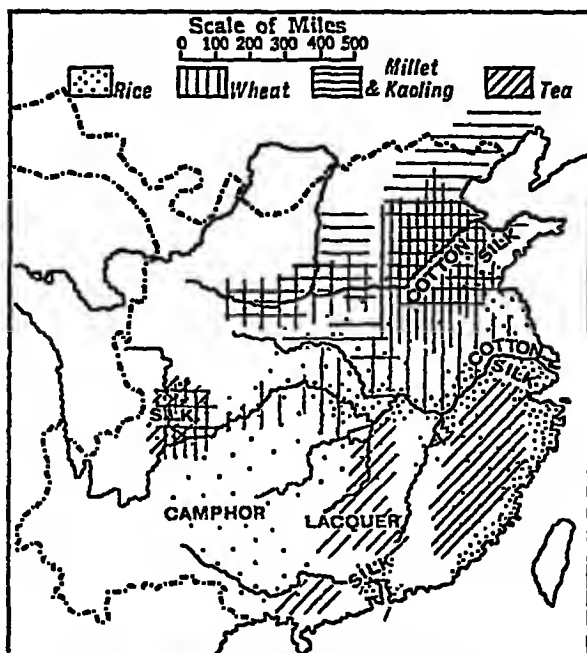 Scale of Miles
0 100 200 300 400 500
Rice
Wheat
Millet
& Kaoling
Tea
COTTON
SILK
COTTON
SILK
SILK
CAMPHOR
LACQUER
SILK